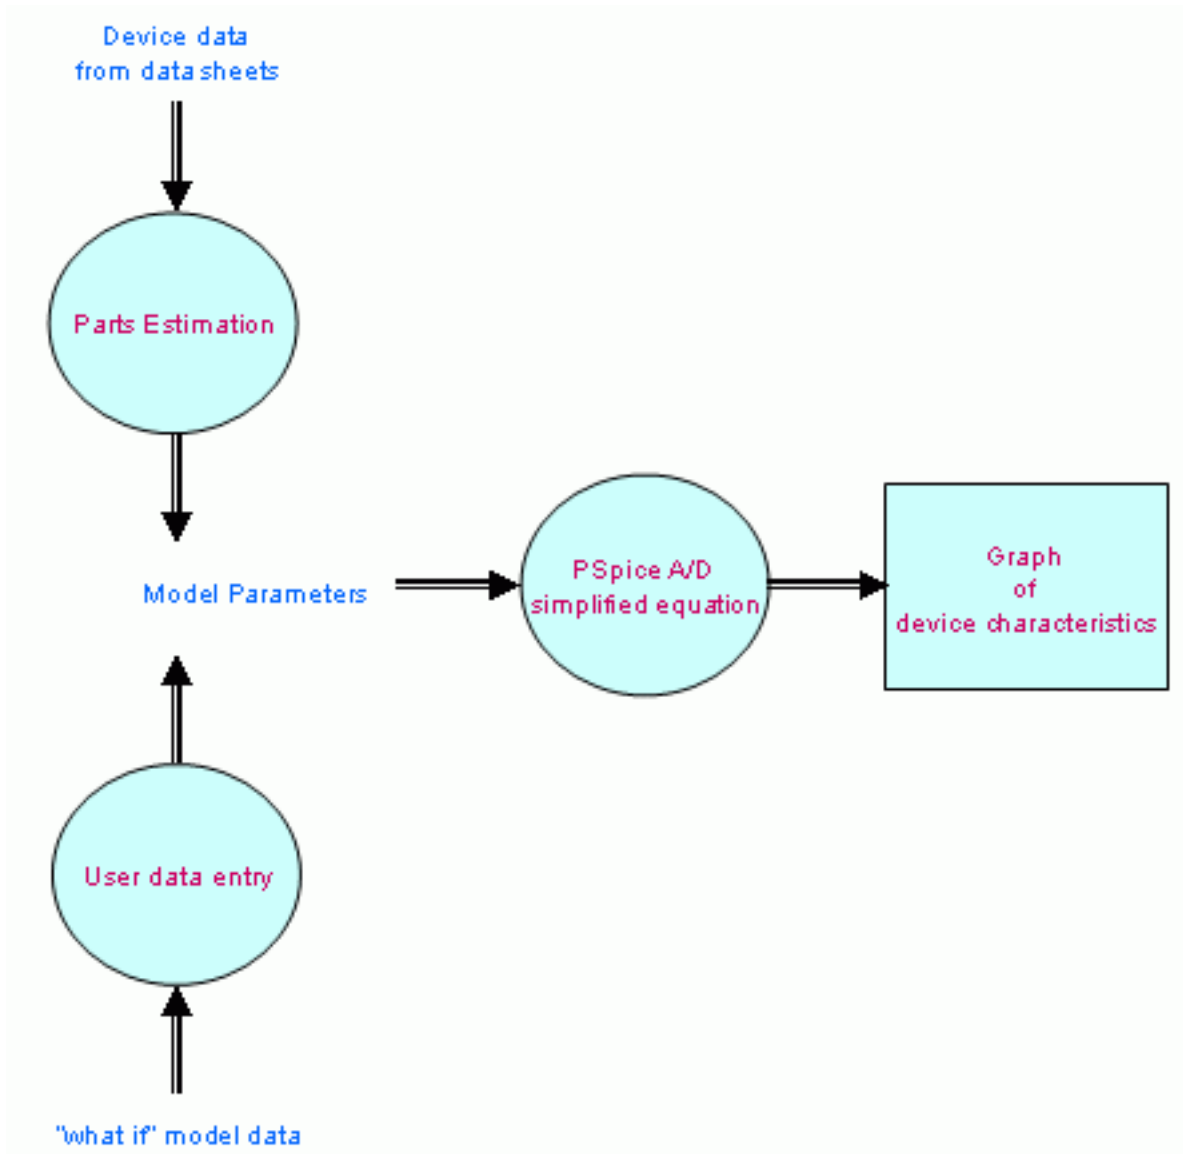 Device data
from data sheets
Parts Estimation
Model Parameters
PSpice A/D
simplified equation
Graph
of
device characteristics
User data entry
"what if" model data